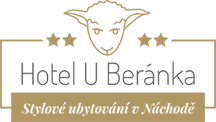 Hotel U Beránka
Stylové ubytování v Náchodě